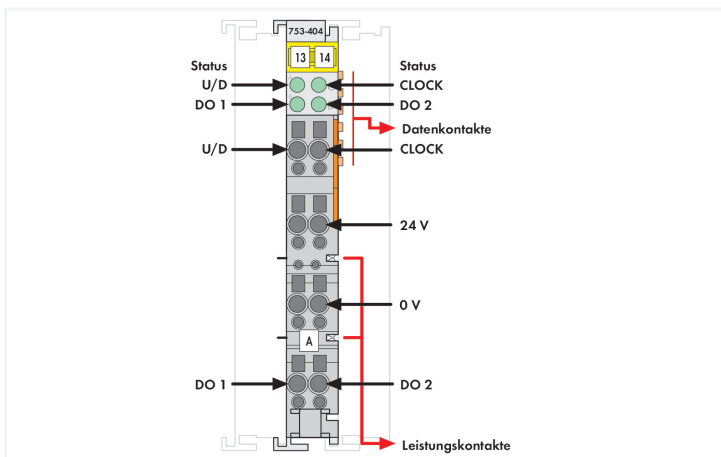 753-404
13 14
Status Status
U/D CLOCK
DO 1 DO 2
Datenkontakte
U/D CLOCK
24 V
0 V
A
DO 1 DO 2
Leistungskontakte